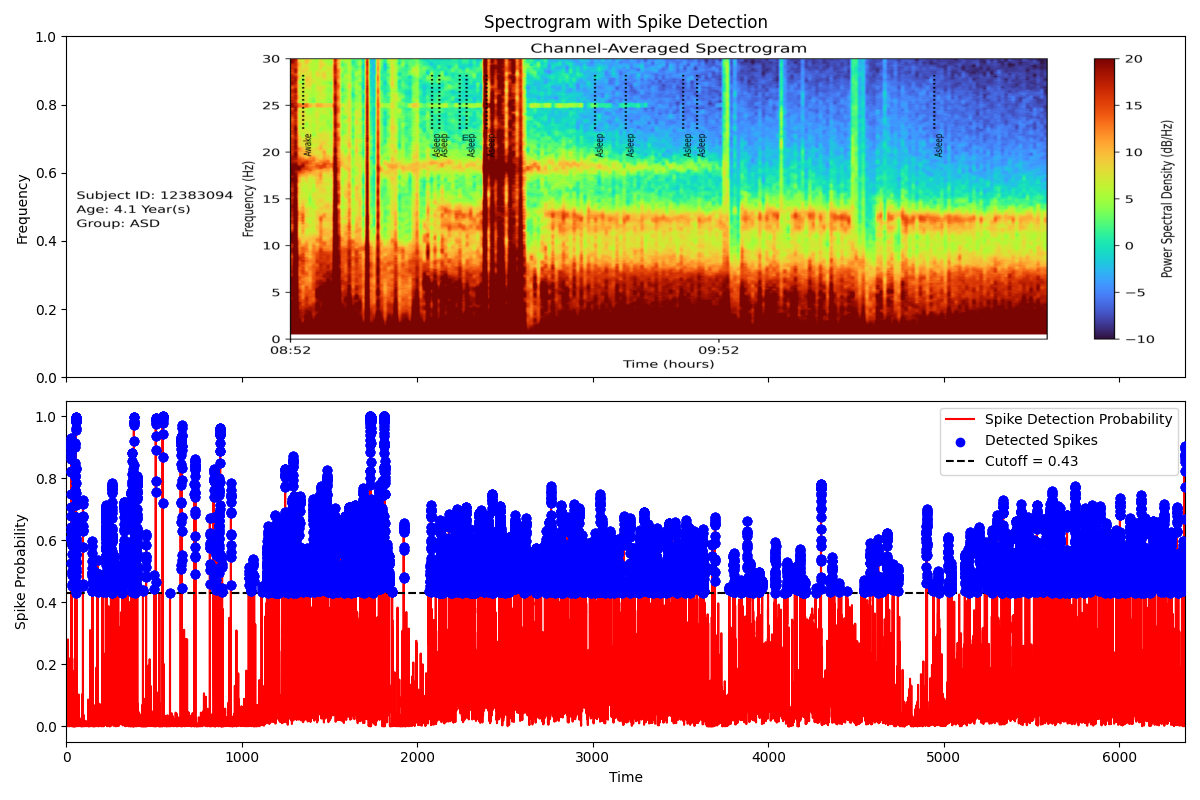 Spectrogram with Spike Detection
Channel-Averaged Spectrogram
1.0
0.8
0.6
0.4
0.2
0.0
Frequency
Subject ID: 12383094
Age: 4.1 Year(s)
Group: ASD
30
25
20
15
10
5
0
Frequency (Hz)
Awake
Asleep
Asleep
Asleep
Asleep
Asleep
Asleep
Asleep
Asleep
08:52
09:52
Time (hours)
20
15
10
5
0
−5
−10
Power Spectral Density (dB/Hz)
1.0
0.8
0.6
0.4
0.2
0.0
Spike Probability
Spike Detection Probability
Detected Spikes
Cutoff = 0.43
0
1000
2000
3000
4000
5000
6000
Time